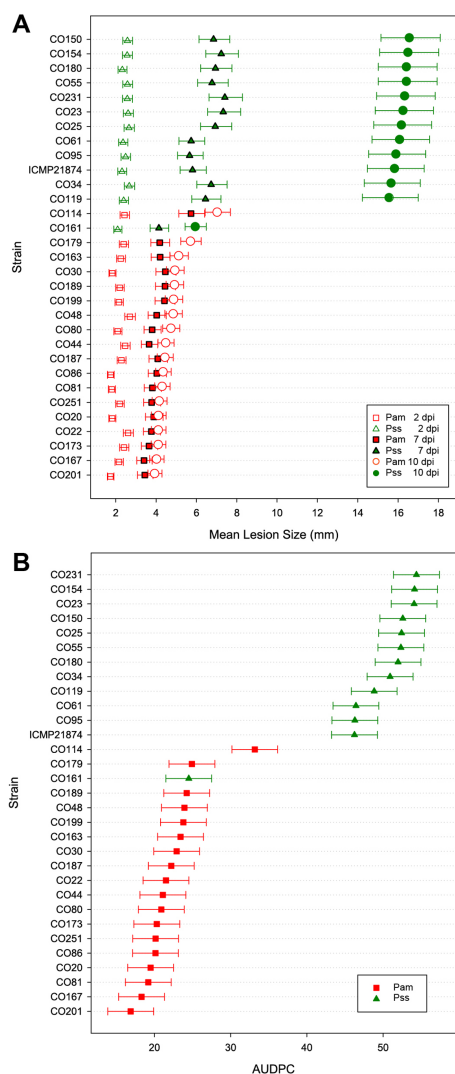 A
CO150
CO154
CO180
CO55
CO231
CO23
CO25
CO61
CO95
ICMP21874
CO34
CO119
CO114
CO161
CO179
CO163
CO30
CO189
CO199
CO48
CO80
CO44
CO187
CO86
CO81
CO251
CO20
CO22
CO173
CO167
CO201
Strain
Pam 2 dpi
Pss 2 dpi
Pam 7 dpi
Pss 7 dpi
Pam 10 dpi
Pss 10 dpi
2 4 6 8 10 12 14 16 18
Mean Lesion Size (mm)
B
CO231
CO154
CO23
CO150
CO25
CO55
CO180
CO34
CO119
CO61
CO95
ICMP21874
CO114
CO179
CO161
CO189
CO48
CO199
CO163
CO30
CO187
CO22
CO44
CO80
CO173
CO251
CO86
CO20
CO81
CO167
CO201
Strain
Pam
Pss
20 30 40 50
AUDPC